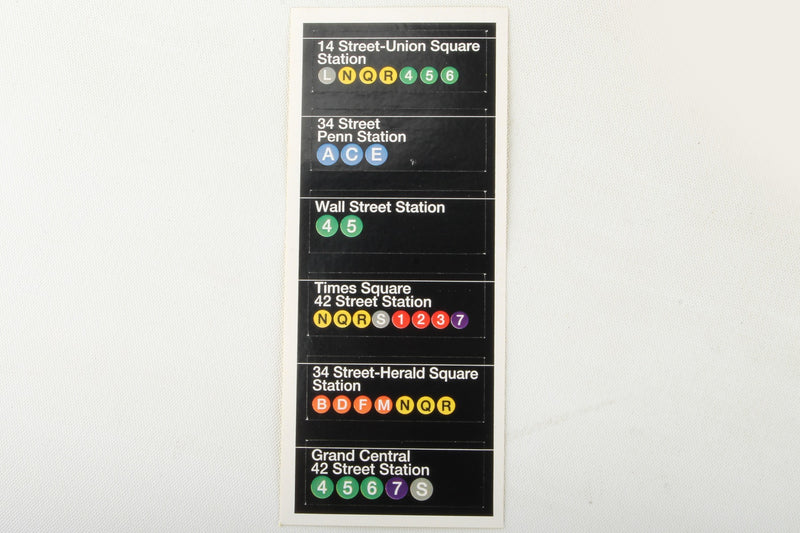 14 Street-Union Square
Station
L N Q R 4 5 6
34 Street
Penn Station
A C E
Wall Street Station
4 5
Times Square
42 Street Station
N Q R S 1 2 3 7
34 Street-Herald Square
Station
B D F M N Q R
Grand Central
42 Street Station
4 5 6 7 S